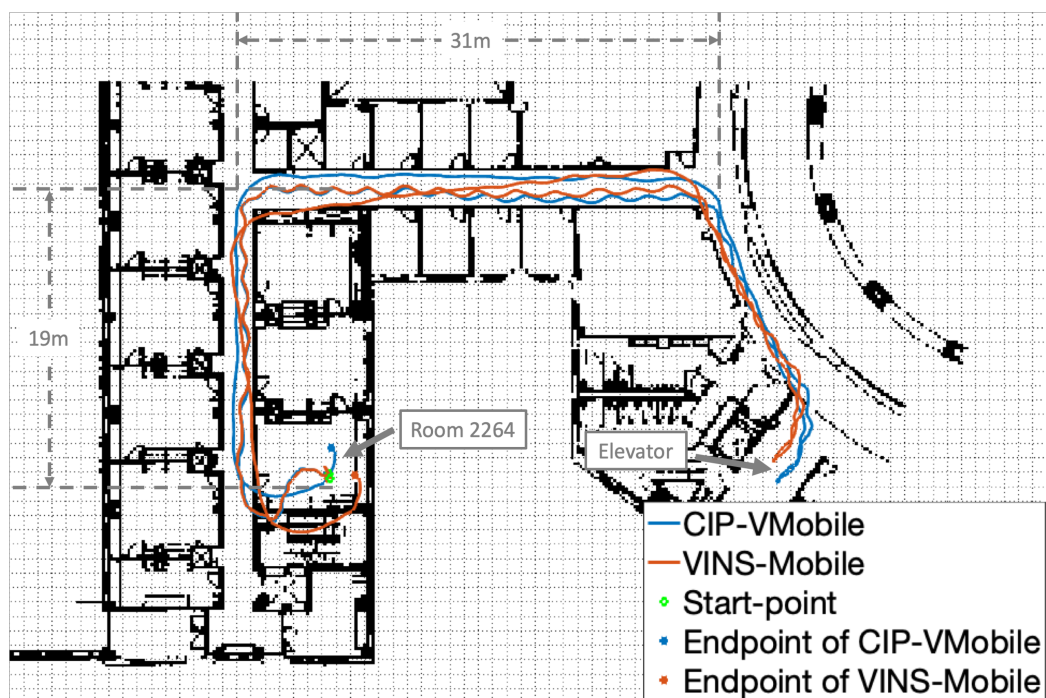 31m
19m
Room 2264
Elevator
CIP-VMobile
VINS-Mobile
Start-point
Endpoint of CIP-VMobile
Endpoint of VINS-Mobile